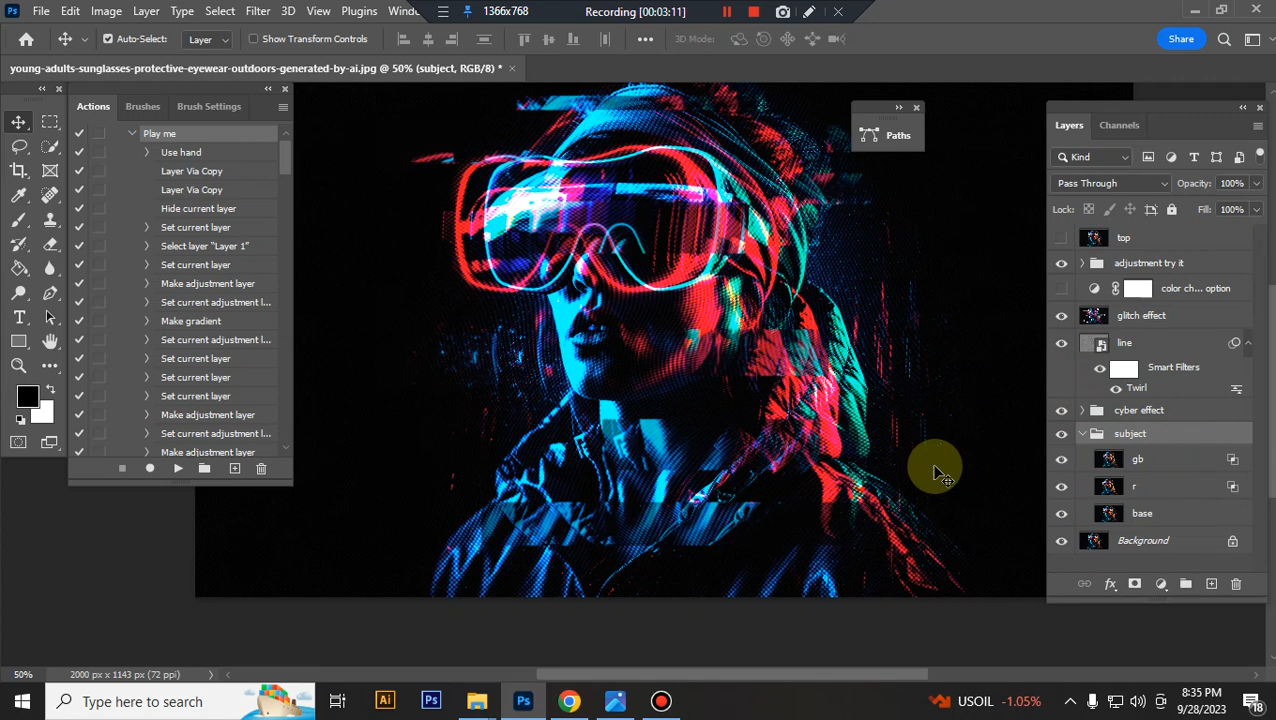 1366x768 Recording [00:03:11]
Ps File Edit Image Layer Type Select Filter 3D View Plugins Windo
Auto-Select: Layer Show Transform Controls 3D Mode: Share
young-adults-sunglasses-protective-eyewear-outdoors-generated-by-ai.jpg @ 50% (subject, RGB/8) *
Actions Brushes Brush Settings
Play me
Use hand
Layer Via Copy
Layer Via Copy
Hide current layer
Set current layer
Select layer "Layer 1"
Set current layer
Make adjustment layer
Set current adjustment l...
Make gradient
Set current adjustment l...
Set current layer
Set current layer
Set current layer
Make adjustment layer
Set current adjustment l...
Make adjustment layer
Paths
Layers Channels
Kind
Pass Through Opacity: 100%
Lock: Fill: 100%
top
adjustment try it
color ch... option
glitch effect
line
Smart Filters
Twirl
cyber effect
subject
gb
r
base
Background
50% 2000 px x 1143 px (72 ppi)
Type here to search
Ai Ps Ps
USOIL -1.05%
8:35 PM
9/28/2023
18